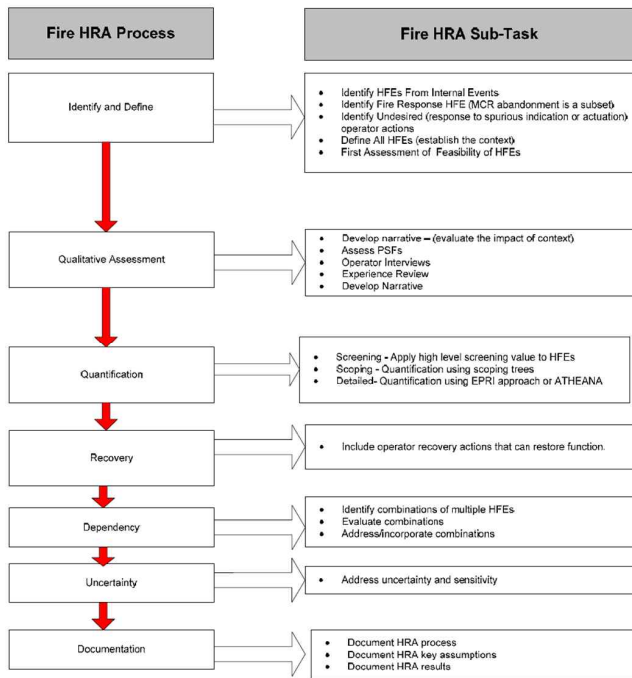 Fire HRA Process
Fire HRA Sub-Task
Identify and Define
• Identify HFEs From Internal Events
• Identify Fire Response HFE (MCR abandonment is a subset)
• Identify Undesired (response to spurious indication or actuation)
operator actions
• Define All HFEs (establish the context)
• First Assessment of Feasibility of HFEs
Qualitative Assessment
• Develop narrative – (evaluate the impact of context)
• Assess PSFs
• Operator Interviews
• Experience Review
• Develop Narrative
Quantification
• Screening - Apply high level screening value to HFEs
• Scoping - Quantification using scoping trees
• Detailed- Quantification using EPRI approach or ATHEANA
Recovery
• Include operator recovery actions that can restore function.
Dependency
• Identify combinations of multiple HFEs
• Evaluate combinations
• Address/incorporate combinations
Uncertainty
• Address uncertainty and sensitivity
Documentation
• Document HRA process
• Document HRA key assumptions
• Document HRA results